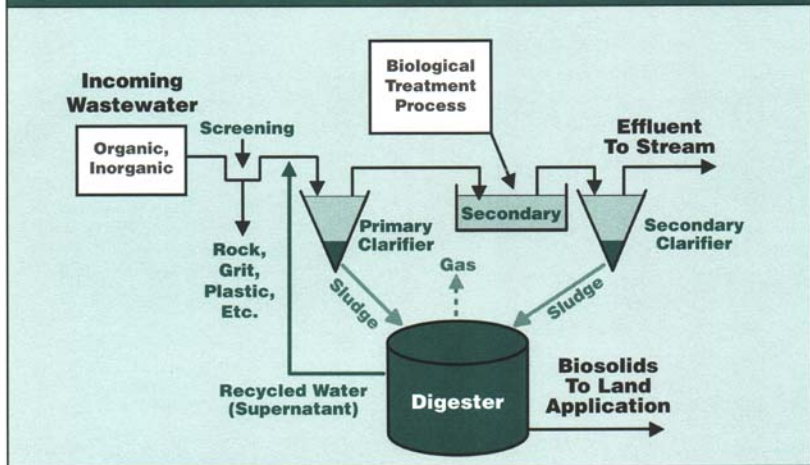 Incoming
Wastewater
Organic,
Inorganic
Screening
Rock,
Grit,
Plastic,
Etc.
Biological
Treatment
Process
Primary
Clarifier
Secondary
Effluent
To Stream
Secondary
Clarifier
Sludge
Gas
Sludge
Recycled Water
(Supernatant)
Digester
Biosolids
To Land
Application